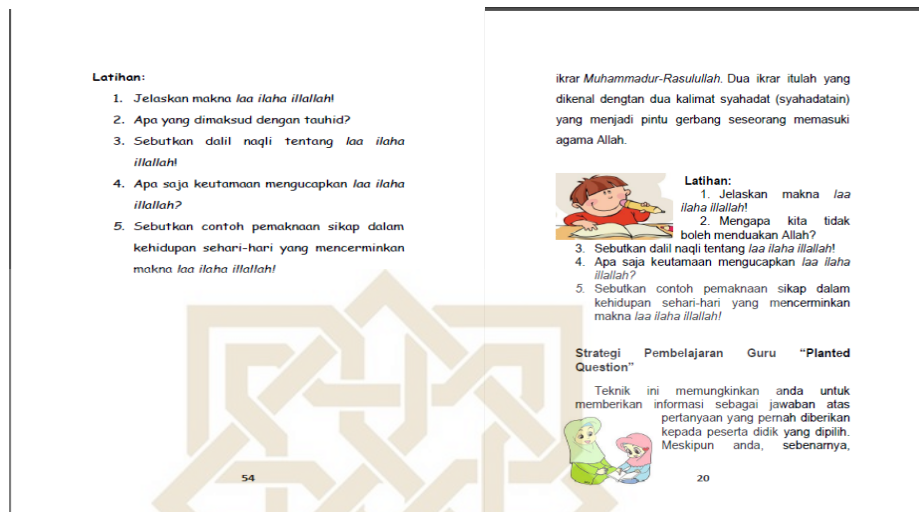 Latihan:
1. Jelaskan makna laa ilaha illallah!
2. Apa yang dimaksud dengan tauhid?
3. Sebutkan dalil naqli tentang laa ilaha
illallah!
4. Apa saja keutamaan mengucapkan laa ilaha
illallah?
5. Sebutkan contoh pemaknaan sikap dalam
kehidupan sehari-hari yang mencerminkan
makna laa ilaha illallah!
54
ikrar Muhammadur-Rasulullah. Dua ikrar itulah yang
dikenal dengtan dua kalimat syahadat (syahadatain)
yang menjadi pintu gerbang seseorang memasuki
agama Allah.
Latihan:
1. Jelaskan makna laa
ilaha illallah!
2. Mengapa kita tidak
boleh menduakan Allah?
3. Sebutkan dalil naqli tentang laa ilaha illallah!
4. Apa saja keutamaan mengucapkan laa ilaha
illallah?
5. Sebutkan contoh pemaknaan sikap dalam
kehidupan sehari-hari yang mencerminkan
makna laa ilaha illallah!
Strategi Pembelajaran Guru “Planted
Question”
Teknik ini memungkinkan anda untuk
memberikan informasi sebagai jawaban atas
pertanyaan yang pernah diberikan
kepada peserta didik yang dipilih.
Meskipun anda, sebenarnya,
20